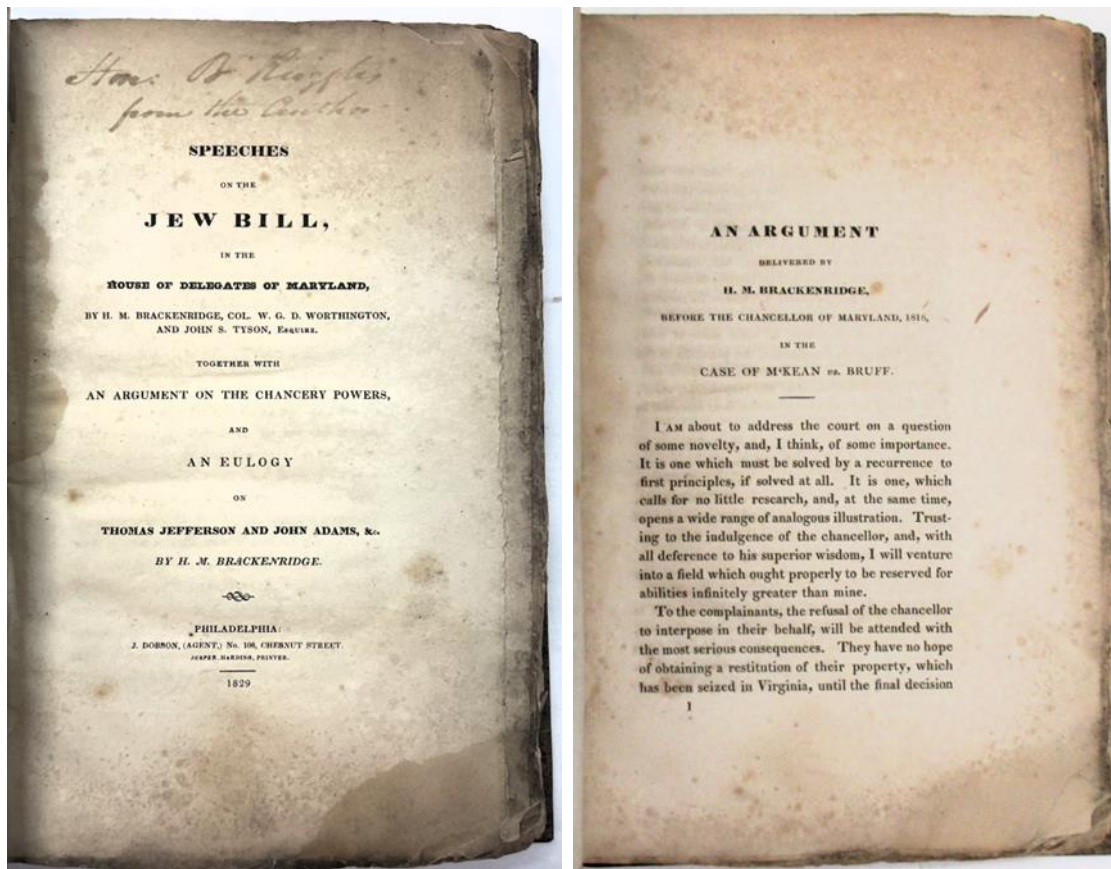 Hon: B Ruggles
from the Author
SPEECHES
ON THE
JEW BILL,
IN THE
HOUSE OF DELEGATES OF MARYLAND,
BY H. M. BRACKENRIDGE, COL. W. G. D. WORTHINGTON,
AND JOHN S. TYSON, ESQUIRE.
TOGETHER WITH
AN ARGUMENT ON THE CHANCERY POWERS,
AND
AN EULOGY
ON
THOMAS JEFFERSON AND JOHN ADAMS, &c.
BY H. M. BRACKENRIDGE.
PHILADELPHIA:
J. DOBSON, (AGENT,) No. 108, CHESNUT STREET.
JESPER HARDING, PRINTER.
1829
AN ARGUMENT
DELIVERED BY
H. M. BRACKENRIDGE,
BEFORE THE CHANCELLOR OF MARYLAND, 1816,
IN THE
CASE OF M‘KEAN vs. BRUFF.
I AM about to address the court on a question
of some novelty, and, I think, of some importance.
It is one which must be solved by a recurrence to
first principles, if solved at all. It is one, which
calls for no little research, and, at the same time,
opens a wide range of analogous illustration. Trust-
ing to the indulgence of the chancellor, and, with
all deference to his superior wisdom, I will venture
into a field which ought properly to be reserved for
abilities infinitely greater than mine.
To the complainants, the refusal of the chancellor
to interpose in their behalf, will be attended with
the most serious consequences. They have no hope
of obtaining a restitution of their property, which
has been seized in Virginia, until the final decision
1